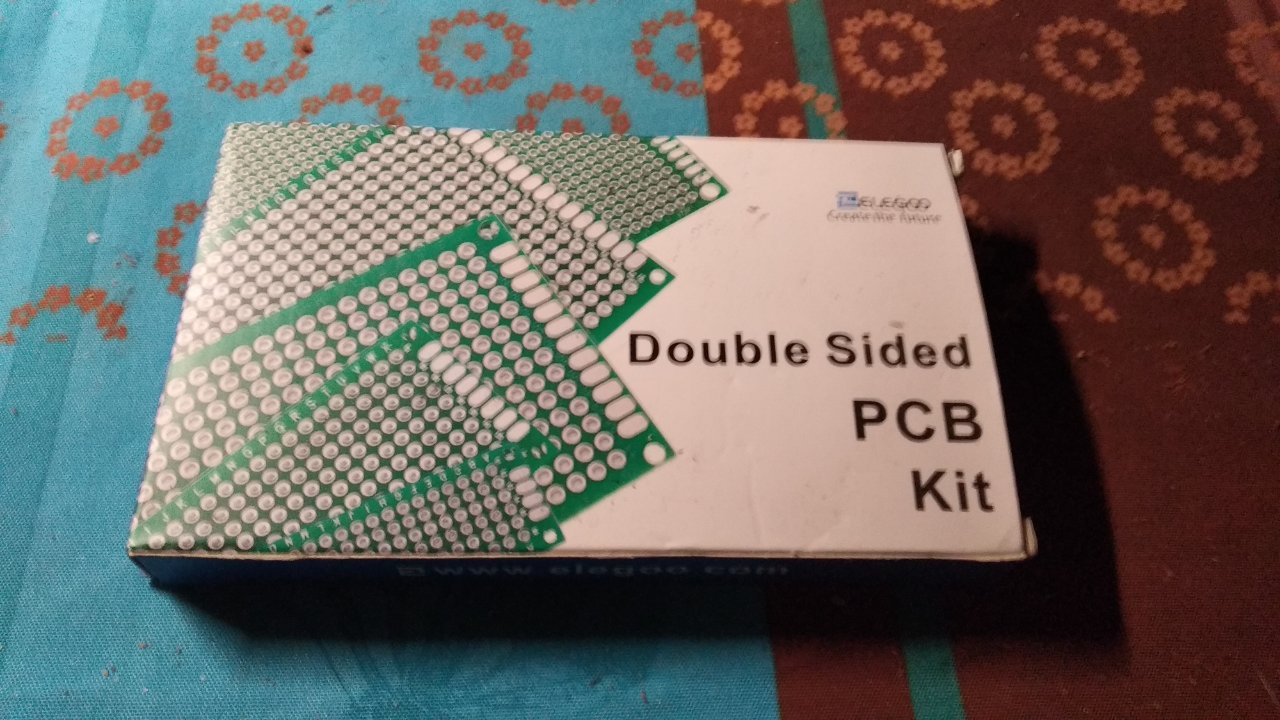 ELEGOO
Create the Future
Double Sided
PCB
Kit
www.elegoo.com